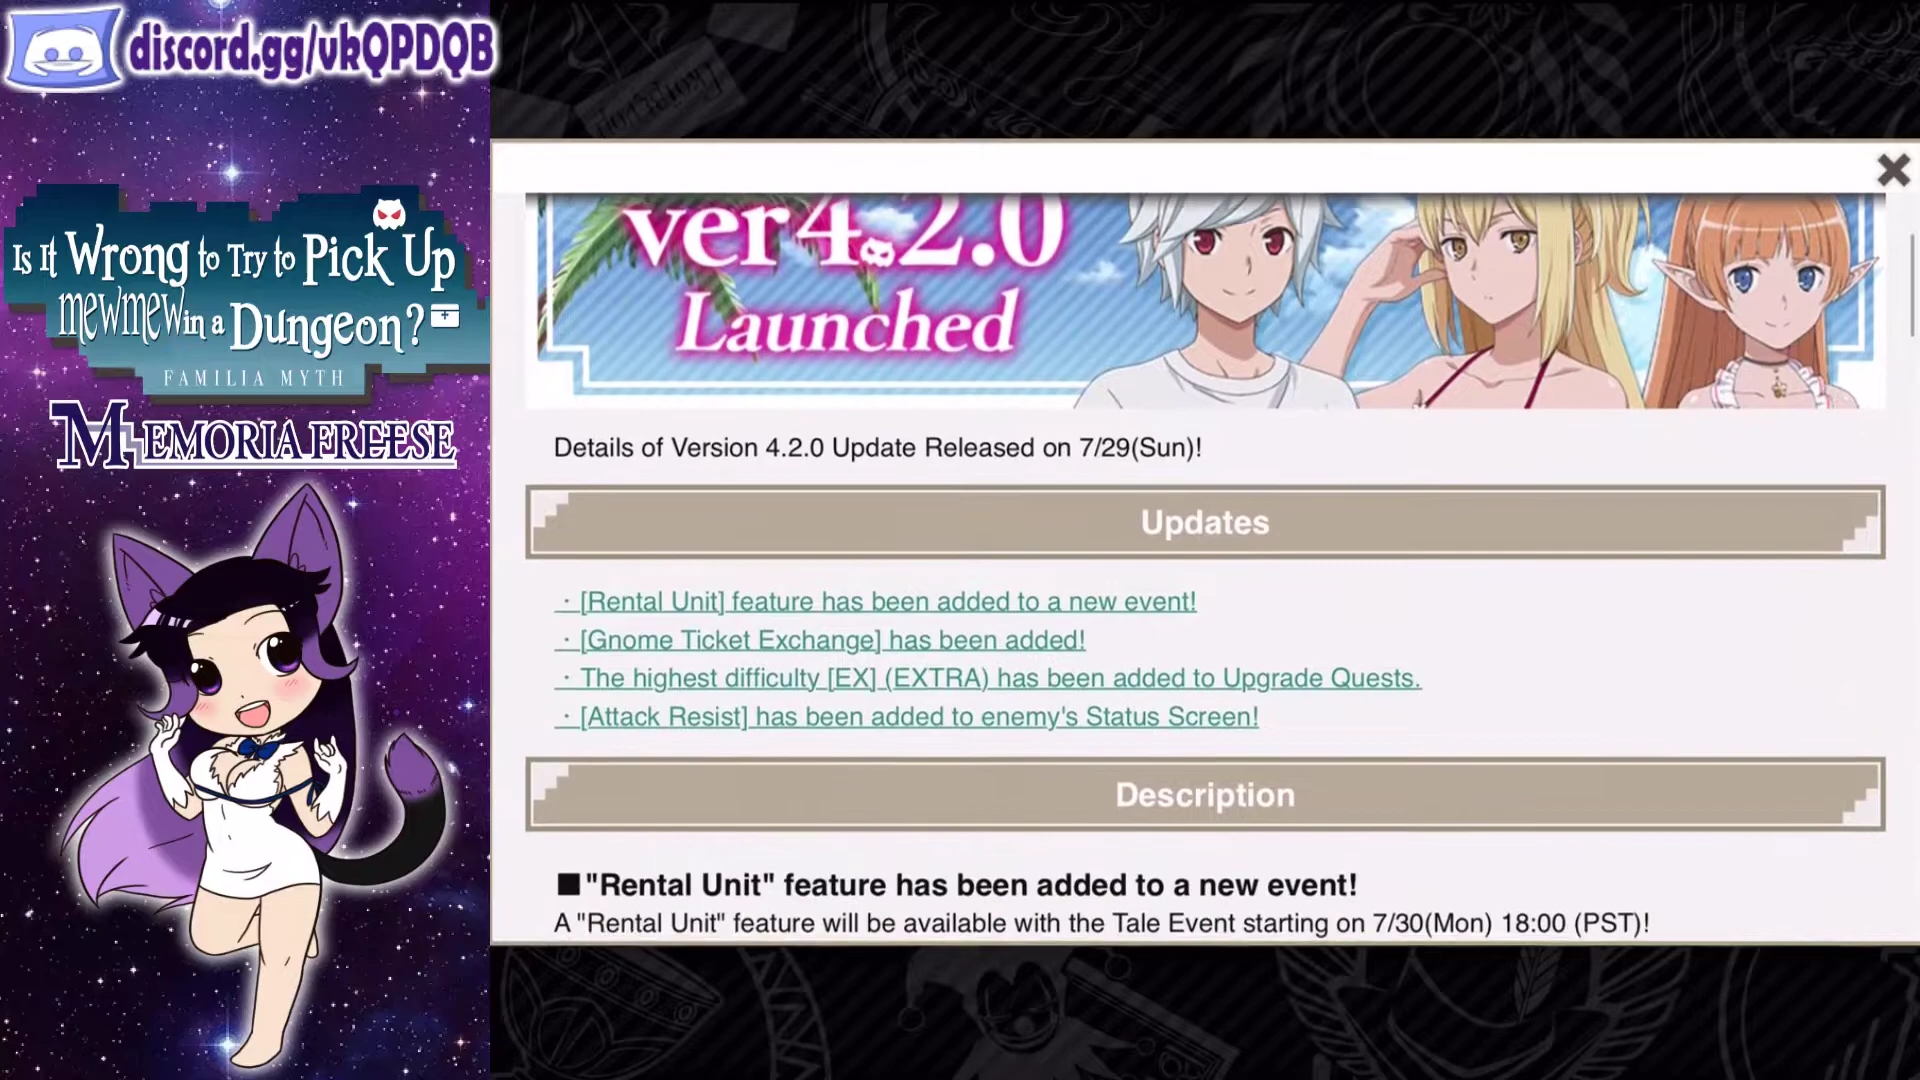 discord.gg/vkQPDQB
Is It Wrong to Try to Pick Up
mewmew in a Dungeon?
FAMILIA MYTH
MEMORIA FREESE
ver4.2.0
Launched
Details of Version 4.2.0 Update Released on 7/29(Sun)!
Updates
・[Rental Unit] feature has been added to a new event!
・[Gnome Ticket Exchange] has been added!
・The highest difficulty [EX] (EXTRA) has been added to Upgrade Quests.
・[Attack Resist] has been added to enemy's Status Screen!
Description
■"Rental Unit" feature has been added to a new event!
A "Rental Unit" feature will be available with the Tale Event starting on 7/30(Mon) 18:00 (PST)!